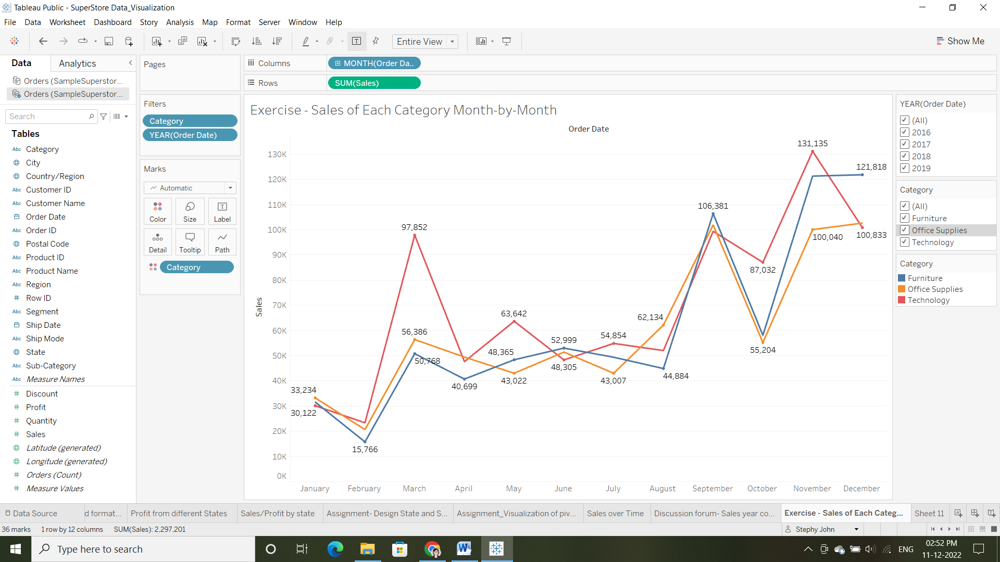 Tableau Public - SuperStore Data_Visualization
File Data Worksheet Dashboard Story Analysis Map Format Server Window Help
Entire View
Show Me
Data Analytics
Orders (SampleSuperstor...
Orders (SampleSuperstor...
Search
Tables
Abc Category
City
Country/Region
Abc Customer ID
Abc Customer Name
Order Date
Abc Order ID
Postal Code
Abc Product ID
Abc Product Name
Abc Region
# Row ID
Abc Segment
Ship Date
Abc Ship Mode
State
Abc Sub-Category
Abc Measure Names
# Discount
# Profit
# Quantity
# Sales
Latitude (generated)
Longitude (generated)
# Orders (Count)
# Measure Values
Pages
Filters
Category
YEAR(Order Date)
Marks
Automatic
Color Size Label
Detail Tooltip Path
Category
Columns MONTH(Order Da..
Rows SUM(Sales)
Exercise - Sales of Each Category Month-by-Month
Order Date
Sales
130K
120K
110K
100K
90K
80K
70K
60K
50K
40K
30K
20K
10K
0K
131,135
121,818
106,381
97,852
100,040
100,833
87,032
63,642
62,134
56,386
52,999
54,854
48,365
50,768
48,305
55,204
44,884
40,699
43,022
43,007
33,234
30,122
15,766
January February March April May June July August September October November December
YEAR(Order Date)
(All)
2016
2017
2018
2019
Category
(All)
Furniture
Office Supplies
Technology
Category
Furniture
Office Supplies
Technology
Data Source d format... Profit from different States Sales/Profit by state Assignment- Design State and S... Assignment_Visualization of piv... Sales over Time Discussion forum- Sales year co... Exercise - Sales of Each Categ... Sheet 11
36 marks 1 row by 12 columns SUM(Sales): 2,297,201 Stephy John
Type here to search
ENG
02:52 PM
11-12-2022